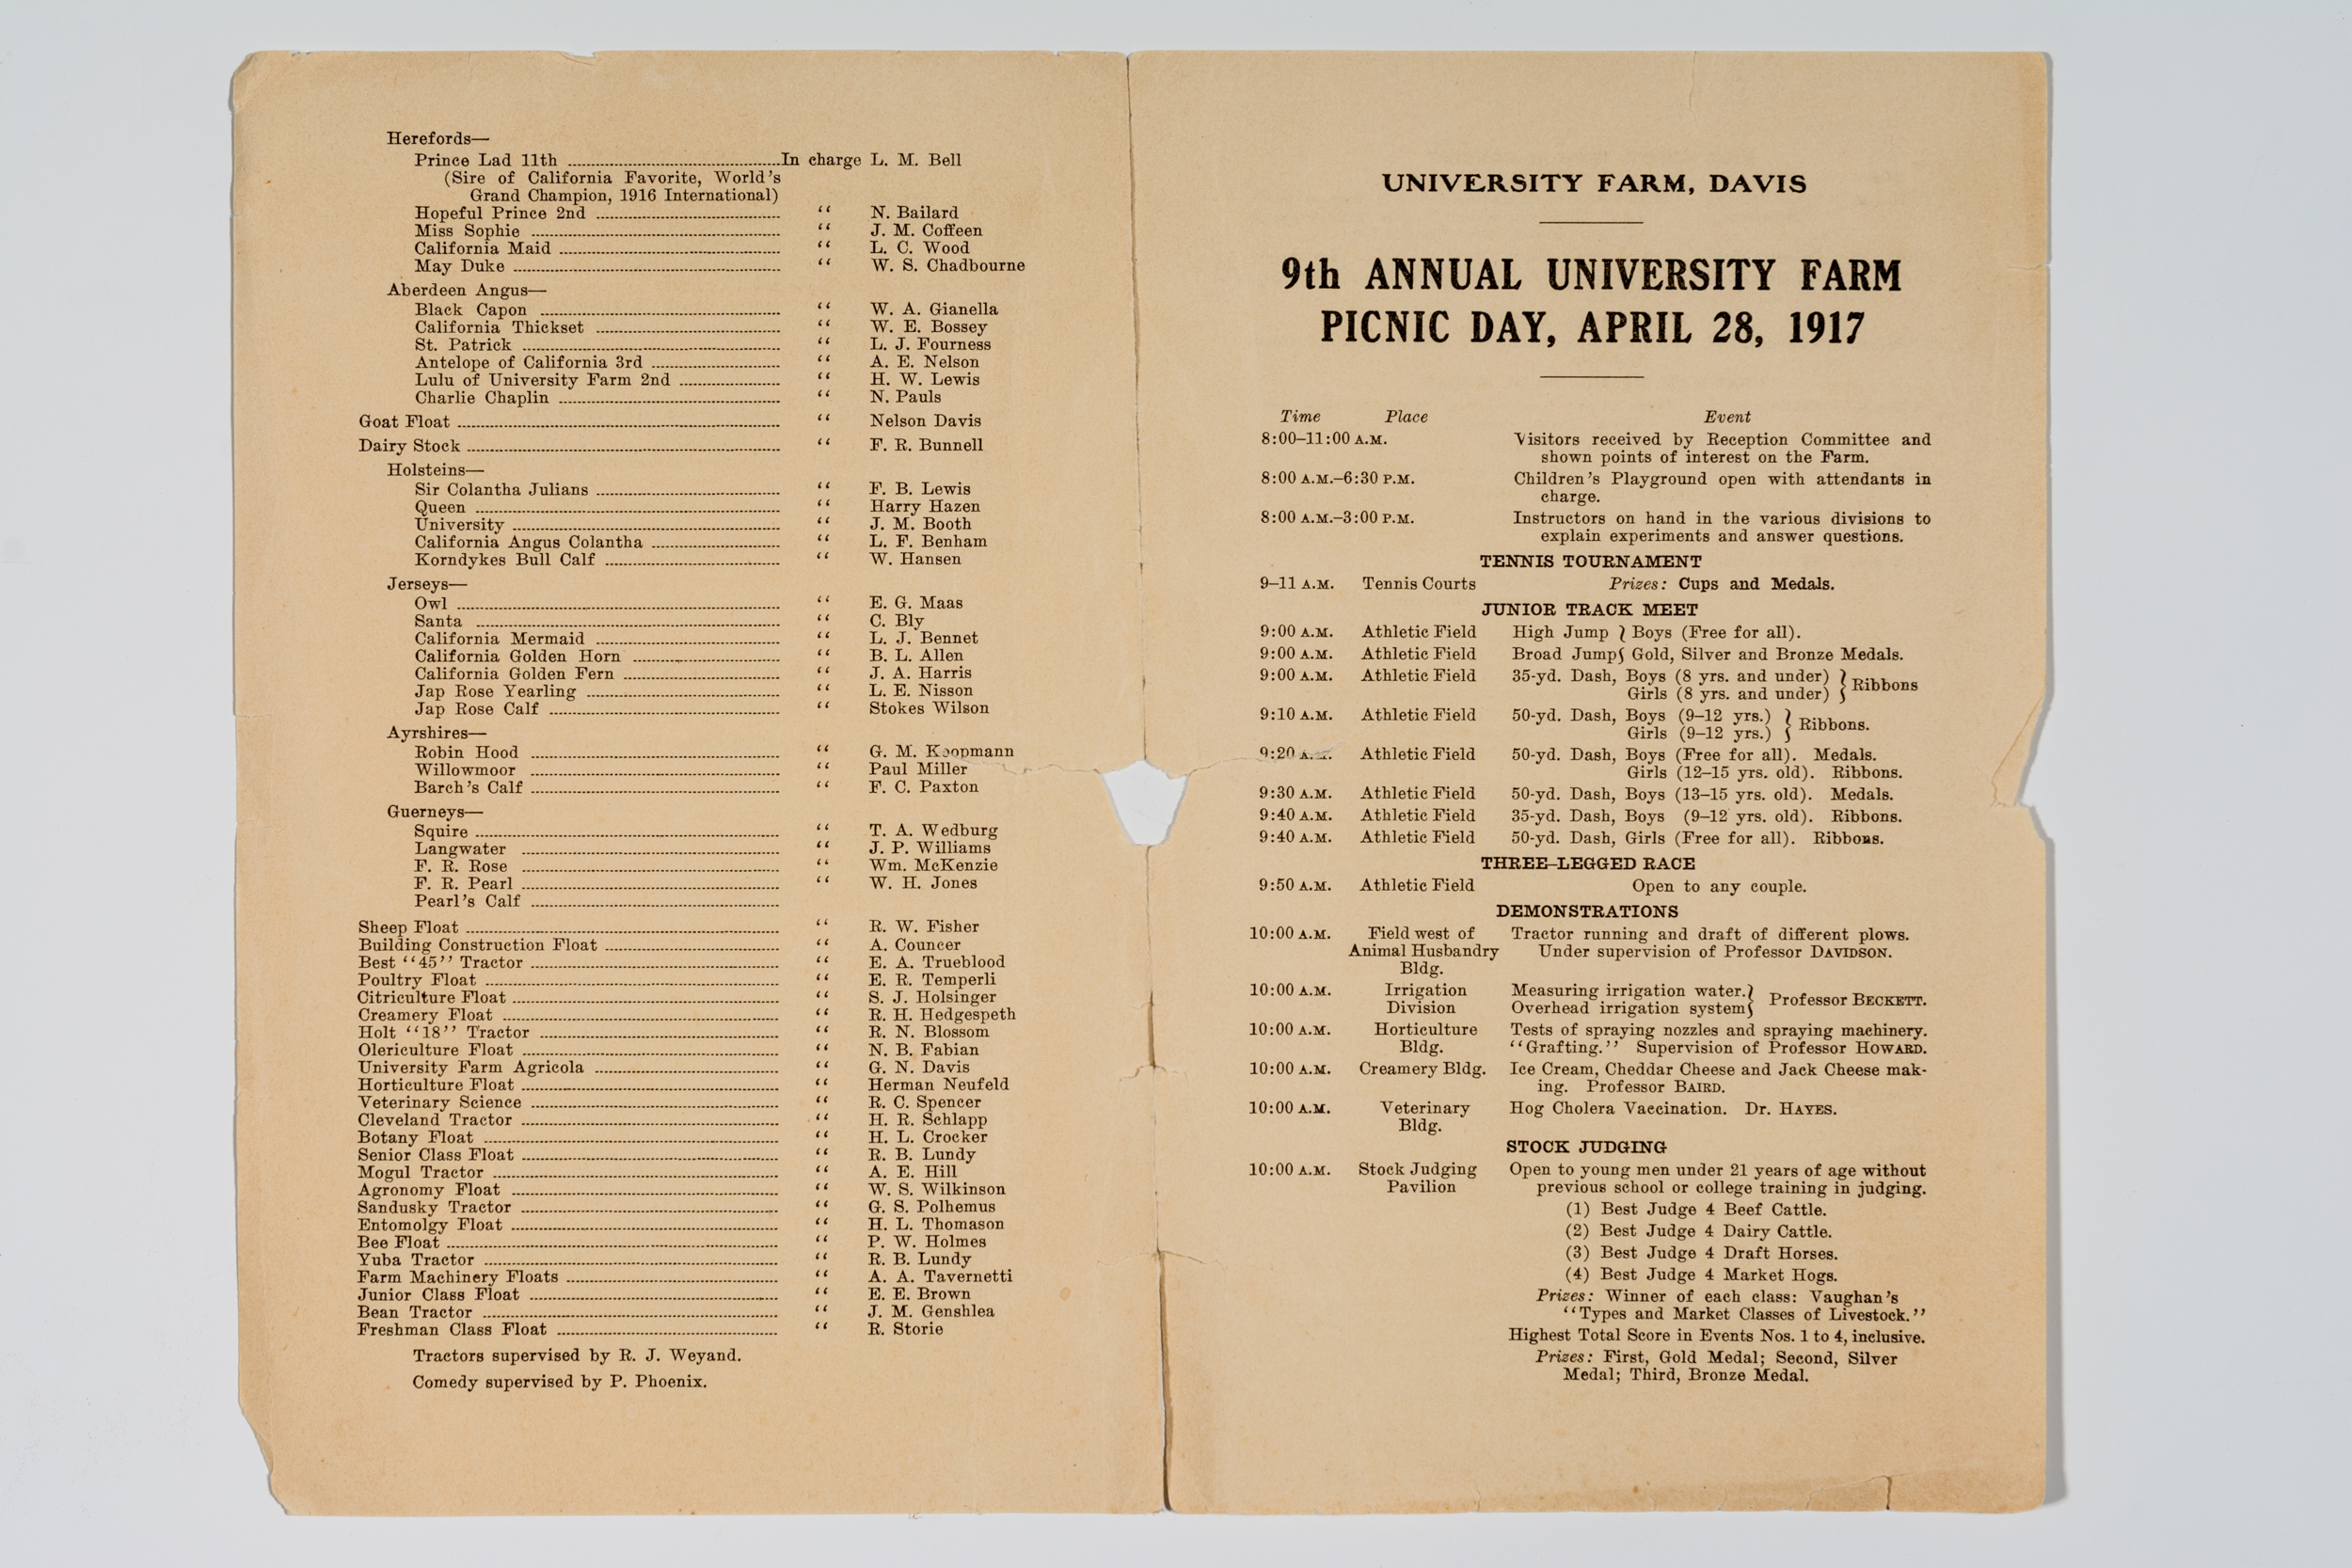 Herefords—
Prince Lad 11th ........ In charge L. M. Bell
(Sire of California Favorite, World's
Grand Champion, 1916 International)
Hopeful Prince 2nd ........ " N. Bailard
Miss Sophie ........ " J. M. Coffeen
California Maid ........ " L. C. Wood
May Duke ........ " W. S. Chadbourne
Aberdeen Angus—
Black Capon ........ " W. A. Gianella
California Thickset ........ " W. E. Bossey
St. Patrick ........ " L. J. Fourness
Antelope of California 3rd ........ " A. E. Nelson
Lulu of University Farm 2nd ........ " H. W. Lewis
Charlie Chaplin ........ " N. Pauls
Goat Float ........ " Nelson Davis
Dairy Stock ........ " F. R. Bunnell
Holsteins—
Sir Colantha Julians ........ " F. B. Lewis
Queen ........ " Harry Hazen
University ........ " J. M. Booth
California Angus Colantha ........ " L. F. Benham
Korndykes Bull Calf ........ " W. Hansen
Jerseys—
Owl ........ " E. G. Maas
Santa ........ " C. Bly
California Mermaid ........ " L. J. Bennet
California Golden Horn ........ " B. L. Allen
California Golden Fern ........ " J. A. Harris
Jap Rose Yearling ........ " L. E. Nisson
Jap Rose Calf ........ " Stokes Wilson
Ayrshires—
Robin Hood ........ " G. M. Koopmann
Willowmoor ........ " Paul Miller
Barch's Calf ........ " F. C. Paxton
Guerneys—
Squire ........ " T. A. Wedburg
Langwater ........ " J. P. Williams
F. R. Rose ........ " Wm. McKenzie
F. R. Pearl ........ " W. H. Jones
Pearl's Calf ........
Sheep Float ........ " R. W. Fisher
Building Construction Float ........ " A. Councer
Best "45" Tractor ........ " E. A. Trueblood
Poultry Float ........ " E. R. Temperli
Citriculture Float ........ " S. J. Holsinger
Creamery Float ........ " R. H. Hedgespeth
Holt "18" Tractor ........ " R. N. Blossom
Olericulture Float ........ " N. B. Fabian
University Farm Agricola ........ " G. N. Davis
Horticulture Float ........ " Herman Neufeld
Veterinary Science ........ " R. C. Spencer
Cleveland Tractor ........ " H. R. Schlapp
Botany Float ........ " H. L. Crocker
Senior Class Float ........ " R. B. Lundy
Mogul Tractor ........ " A. E. Hill
Agronomy Float ........ " W. S. Wilkinson
Sandusky Tractor ........ " G. S. Polhemus
Entomolgy Float ........ " H. L. Thomason
Bee Float ........ " P. W. Holmes
Yuba Tractor ........ " R. B. Lundy
Farm Machinery Floats ........ " A. A. Tavernetti
Junior Class Float ........ " E. E. Brown
Bean Tractor ........ " J. M. Genshlea
Freshman Class Float ........ " R. Storie
Tractors supervised by R. J. Weyand.
Comedy supervised by P. Phoenix.
UNIVERSITY FARM, DAVIS
9th ANNUAL UNIVERSITY FARM
PICNIC DAY, APRIL 28, 1917
Time Place Event
8:00–11:00 A.M. Visitors received by Reception Committee and
shown points of interest on the Farm.
8:00 A.M.–6:30 P.M. Children's Playground open with attendants in
charge.
8:00 A.M.–3:00 P.M. Instructors on hand in the various divisions to
explain experiments and answer questions.
TENNIS TOURNAMENT
9–11 A.M. Tennis Courts Prizes: Cups and Medals.
JUNIOR TRACK MEET
9:00 A.M. Athletic Field High Jump } Boys (Free for all).
9:00 A.M. Athletic Field Broad Jump } Gold, Silver and Bronze Medals.
9:00 A.M. Athletic Field 35-yd. Dash, Boys (8 yrs. and under) } Ribbons
Girls (8 yrs. and under) }
9:10 A.M. Athletic Field 50-yd. Dash, Boys (9–12 yrs.) } Ribbons.
Girls (9–12 yrs.) }
9:20 A.M. Athletic Field 50-yd. Dash, Boys (Free for all). Medals.
Girls (12–15 yrs. old). Ribbons.
9:30 A.M. Athletic Field 50-yd. Dash, Boys (13–15 yrs. old). Medals.
9:40 A.M. Athletic Field 35-yd. Dash, Boys (9–12 yrs. old). Ribbons.
9:40 A.M. Athletic Field 50-yd. Dash, Girls (Free for all). Ribbons.
THREE–LEGGED RACE
9:50 A.M. Athletic Field Open to any couple.
DEMONSTRATIONS
10:00 A.M. Field west of Tractor running and draft of different plows.
Animal Husbandry Under supervision of Professor DAVIDSON.
Bldg.
10:00 A.M. Irrigation Measuring irrigation water. } Professor BECKETT.
Division Overhead irrigation system }
10:00 A.M. Horticulture Tests of spraying nozzles and spraying machinery.
Bldg. "Grafting." Supervision of Professor HOWARD.
10:00 A.M. Creamery Bldg. Ice Cream, Cheddar Cheese and Jack Cheese mak-
ing. Professor BAIRD.
10:00 A.M. Veterinary Hog Cholera Vaccination. Dr. HAYES.
Bldg.
STOCK JUDGING
10:00 A.M. Stock Judging Open to young men under 21 years of age without
Pavilion previous school or college training in judging.
(1) Best Judge 4 Beef Cattle.
(2) Best Judge 4 Dairy Cattle.
(3) Best Judge 4 Draft Horses.
(4) Best Judge 4 Market Hogs.
Prizes: Winner of each class: Vaughan's
"Types and Market Classes of Livestock."
Highest Total Score in Events Nos. 1 to 4, inclusive.
Prizes: First, Gold Medal; Second, Silver
Medal; Third, Bronze Medal.